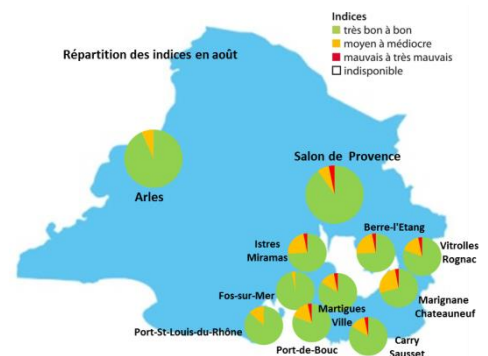 Indices
très bon à bon
moyen à médiocre
mauvais à très mauvais
indisponible
Répartition des indices en août
Arles
Salon de Provence
Berre-l'Etang
Vitrolles
Rognac
Istres
Miramas
Fos-sur-Mer
Martigues
Ville
Marignane
Chateauneuf
Port-St-Louis-du-Rhône
Port-de-Bouc
Carry
Sausset